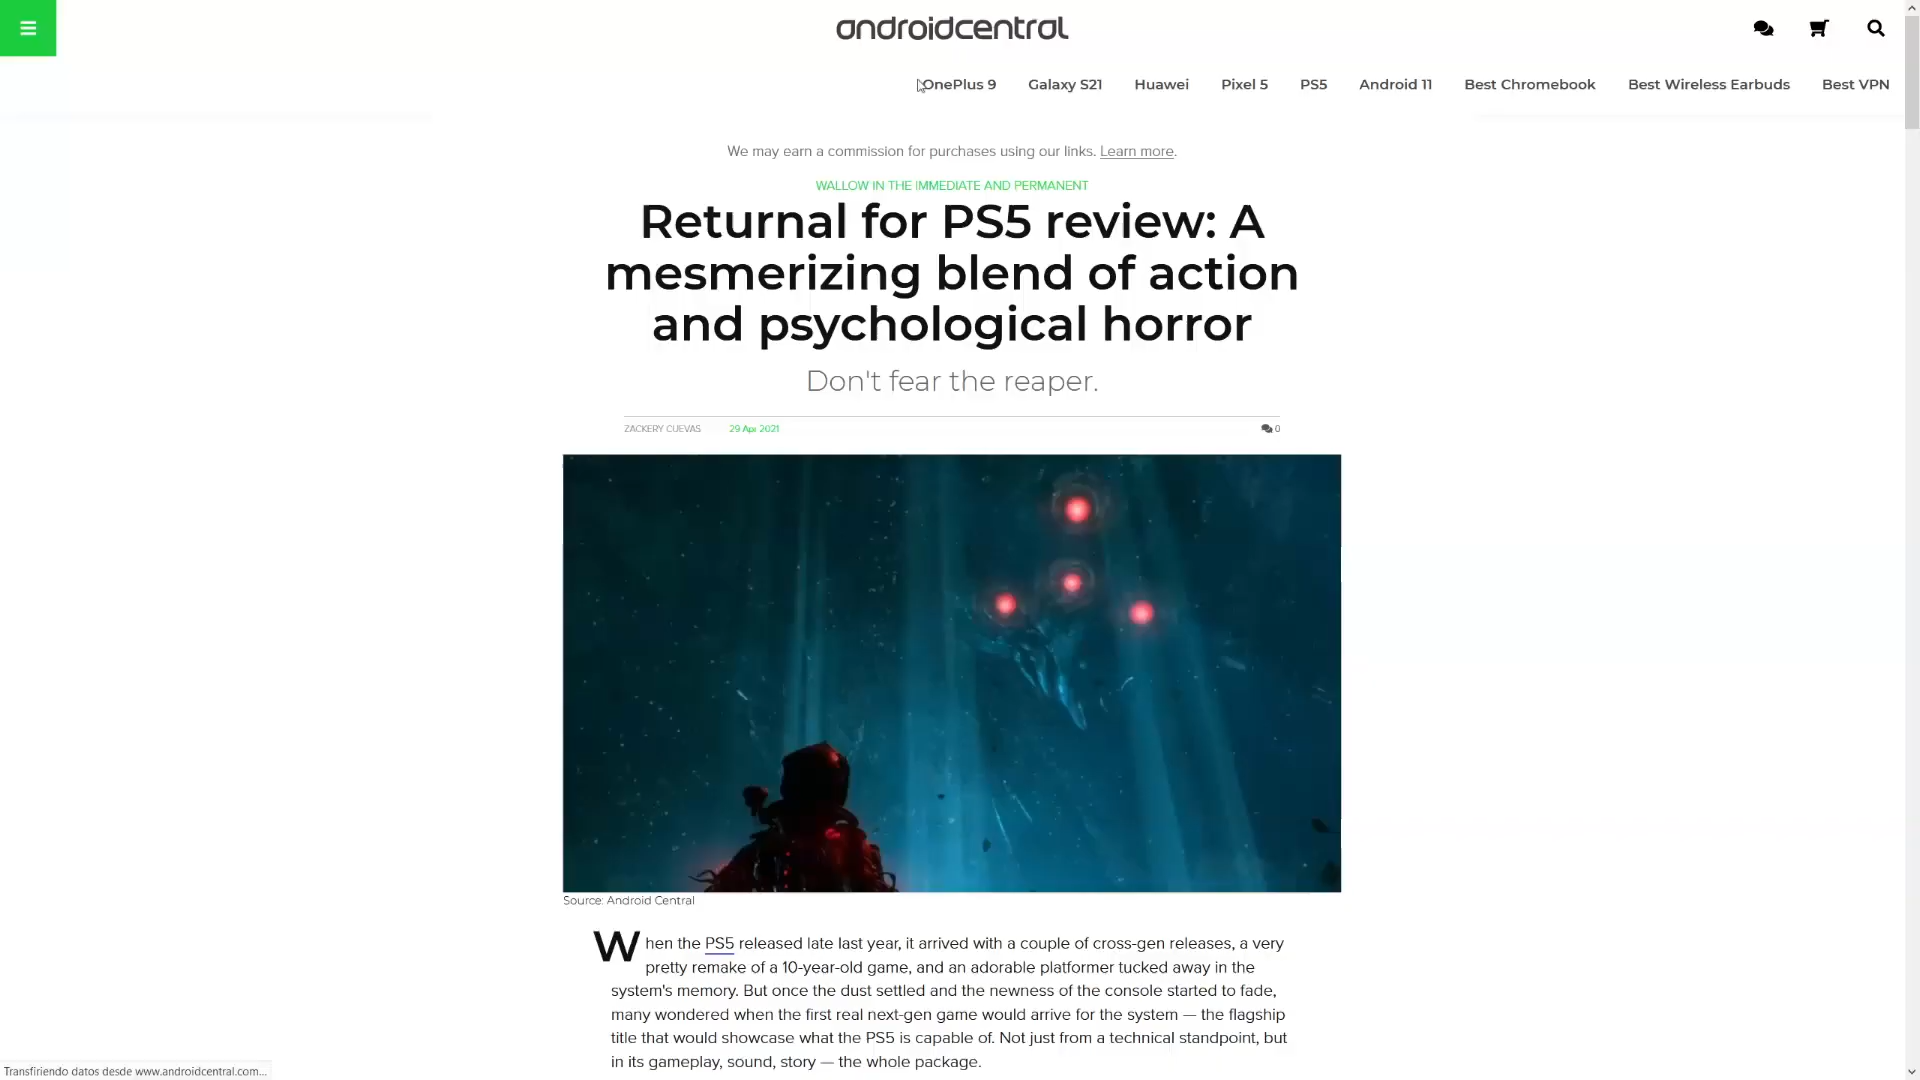 androidcentral
OnePlus 9 Galaxy S21 Huawei Pixel 5 PS5 Android 11 Best Chromebook Best Wireless Earbuds Best VPN
We may earn a commission for purchases using our links. Learn more.
WALLOW IN THE IMMEDIATE AND PERMANENT
Returnal for PS5 review: A
mesmerizing blend of action
and psychological horror
Don't fear the reaper.
ZACKERY CUEVAS 29 Apr 2021 0
Source: Android Central
When the PS5 released late last year, it arrived with a couple of cross-gen releases, a very
pretty remake of a 10-year-old game, and an adorable platformer tucked away in the
system's memory. But once the dust settled and the newness of the console started to fade,
many wondered when the first real next-gen game would arrive for the system — the flagship
title that would showcase what the PS5 is capable of. Not just from a technical standpoint, but
in its gameplay, sound, story — the whole package.
Transfiriendo datos desde www.androidcentral.com...